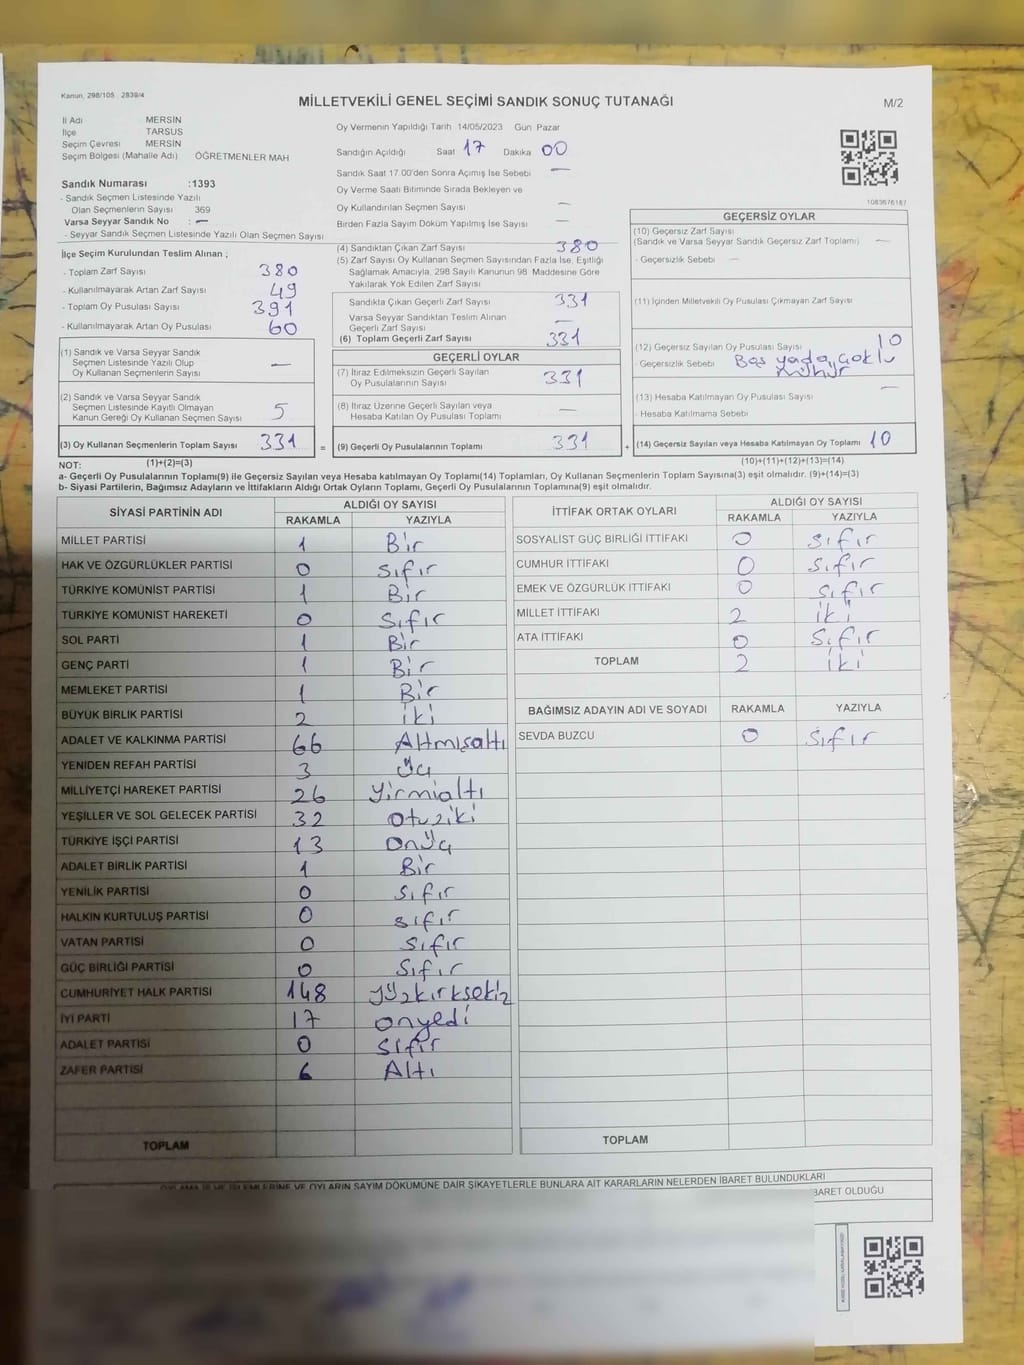 Kanun, 298/105 , 2839/4
MİLLETVEKİLİ GENEL SEÇİMİ SANDIK SONUÇ TUTANAĞI
M/2
İl Adı MERSİN
İlçe TARSUS
Seçim Çevresi MERSİN
Seçim Bölgesi (Mahalle Adı) ÖĞRETMENLER MAH
Sandık Numarası :1393
- Sandık Seçmen Listesinde Yazılı
Olan Seçmenlerin Sayısı 369
Varsa Seyyar Sandık No : —
- Seyyar Sandık Seçmen Listesinde Yazılı Olan Seçmen Sayısı
İlçe Seçim Kurulundan Teslim Alınan ;
- Toplam Zarf Sayısı 380
- Kullanılmayarak Artan Zarf Sayısı 49
- Toplam Oy Pusulası Sayısı 391
- Kullanılmayarak Artan Oy Pusulası 60
(1) Sandık ve Varsa Seyyar Sandık
Seçmen Listesinde Yazılı Olup
Oy Kullanan Seçmenlerin Sayısı —
(2) Sandık ve Varsa Seyyar Sandık
Seçmen Listesinde Kayıtlı Olmayan
Kanun Gereği Oy Kullanan Seçmen Sayısı 5
(3) Oy Kullanan Seçmenlerin Toplam Sayısı 331 =
Oy Vermenin Yapıldığı Tarih 14/05/2023 Gün Pazar
Sandığın Açıldığı Saat 17 Dakika 00
Sandık Saat 17.00'den Sonra Açımış İse Sebebi —
Oy Verme Saati Bitiminde Sırada Bekleyen ve
Oy Kullandırılan Seçmen Sayısı —
Birden Fazla Sayım Döküm Yapılmış İse Sayısı —
(4) Sandıktan Çıkan Zarf Sayısı 380
(5) Zarf Sayısı Oy Kullanan Seçmen Sayısından Fazla İse, Eşitliği
Sağlamak Amacıyla, 298 Sayılı Kanunun 98 Maddesine Göre
Yakılarak Yok Edilen Zarf Sayısı
Sandıkta Çıkan Geçerli Zarf Sayısı 331
Varsa Seyyar Sandıktan Teslim Alınan
Geçerli Zarf Sayısı —
(6) Toplam Geçerli Zarf Sayısı 331
GEÇERLİ OYLAR
(7) İtiraz Edilmeksizin Geçerli Sayılan
Oy Pusulalarının Sayısı 331
(8) İtiraz Üzerine Geçerli Sayılan veya
Hesaba Katılan Oy Pusulası Toplamı —
(9) Geçerli Oy Pusulalarının Toplamı 331 +
1083676187
GEÇERSİZ OYLAR
(10) Geçersiz Zarf Sayısı
(Sandık ve Varsa Seyyar Sandık Geçersiz Zarf Toplamı) —
- Geçersizlik Sebebi —
(11) İçinden Milletvekili Oy Pusulası Çıkmayan Zarf Sayısı
(12) Geçersiz Sayılan Oy Pusulası Sayısı 10
- Geçersizlik Sebebi Boş yada çoklu
mühür
(13) Hesaba Katılmayan Oy Pusulası Sayısı —
- Hesaba Katılmama Sebebi
(14) Geçersiz Sayılan veya Hesaba Katılmayan Oy Toplamı 10
NOT: (1)+(2)=(3) (10)+(11)+(12)+(13)=(14)
a- Geçerli Oy Pusulalarının Toplamı(9) ile Geçersiz Sayılan veya Hesaba katılmayan Oy Toplamı(14) Toplamları, Oy Kullanan Seçmenlerin Toplam Sayısına(3) eşit olmalıdır. (9)+(14)=(3)
b- Siyasi Partilerin, Bağımsız Adayların ve İttifakların Aldığı Ortak Oyların Toplamı, Geçerli Oy Pusulalarının Toplamına(9) eşit olmalıdır.
SİYASİ PARTİNİN ADI ALDIĞI OY SAYISI
RAKAMLA YAZIYLA
MİLLET PARTİSİ 1 Bir
HAK VE ÖZGÜRLÜKLER PARTİSİ 0 sıfır
TÜRKİYE KOMÜNİST PARTİSİ 1 Bir
TÜRKİYE KOMÜNİST HAREKETİ 0 Sıfır
SOL PARTİ 1 Bir
GENÇ PARTİ 1 Bir
MEMLEKET PARTİSİ 1 Bir
BÜYÜK BİRLİK PARTİSİ 2 iki
ADALET VE KALKINMA PARTİSİ 66 Altmışaltı
YENİDEN REFAH PARTİSİ 3 Üç
MİLLİYETÇİ HAREKET PARTİSİ 26 yirmialtı
YEŞİLLER VE SOL GELECEK PARTİSİ 32 otuziki
TÜRKİYE İŞÇİ PARTİSİ 13 Onüç
ADALET BİRLİK PARTİSİ 1 Bir
YENİLİK PARTİSİ 0 Sıfır
HALKIN KURTULUŞ PARTİSİ 0 sıfır
VATAN PARTİSİ 0 Sıfır
GÜÇ BİRLİĞİ PARTİSİ 0 Sıfır
CUMHURİYET HALK PARTİSİ 148 yüzkırksekiz
İYİ PARTİ 17 onyedi
ADALET PARTİSİ 0 sıfır
ZAFER PARTİSİ 6 Altı
TOPLAM
İTTİFAK ORTAK OYLARI ALDIĞI OY SAYISI
RAKAMLA YAZIYLA
SOSYALİST GÜÇ BİRLİĞİ İTTİFAKI 0 sıfır
CUMHUR İTTİFAKI 0 sıfır
EMEK VE ÖZGÜRLÜK İTTİFAKI 0 sıfır
MİLLET İTTİFAKI 2 iki
ATA İTTİFAKI 0 Sıfır
TOPLAM 2 iki
BAĞIMSIZ ADAYIN ADI VE SOYADI RAKAMLA YAZIYLA
SEVDA BUZCU 0 sıfır
TOPLAM
OYLAMA İŞ VE İŞLEMLERİNE VE OYLARIN SAYIM DÖKÜMÜNE DAİR ŞİKAYETLERLE BUNLARA AİT KARARLARIN NELERDEN İBARET BULUNDUKLARI
BARET OLDUĞU